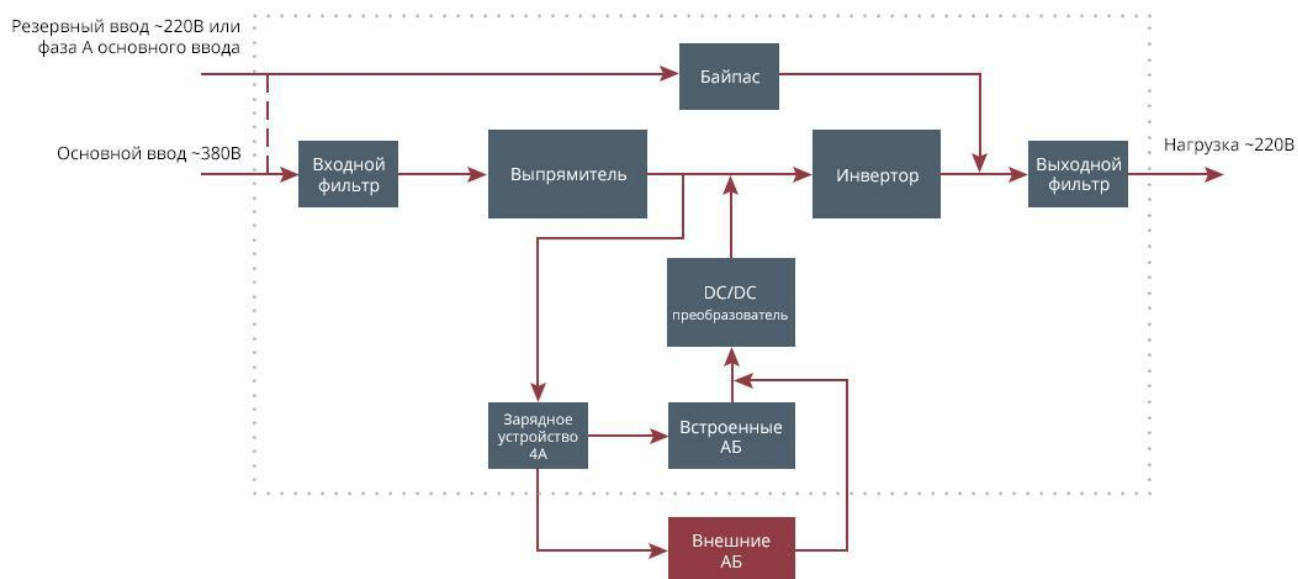 Резервный ввод ~220В или
фаза А основного ввода
Байпас
Основной ввод ~380В
Входной
фильтр
Выпрямитель
Инвертор
Выходной
фильтр
Нагрузка ~220В
DC/DC
преобразователь
Зарядное
устройство
4А
Встроенные
АБ
Внешние
АБ